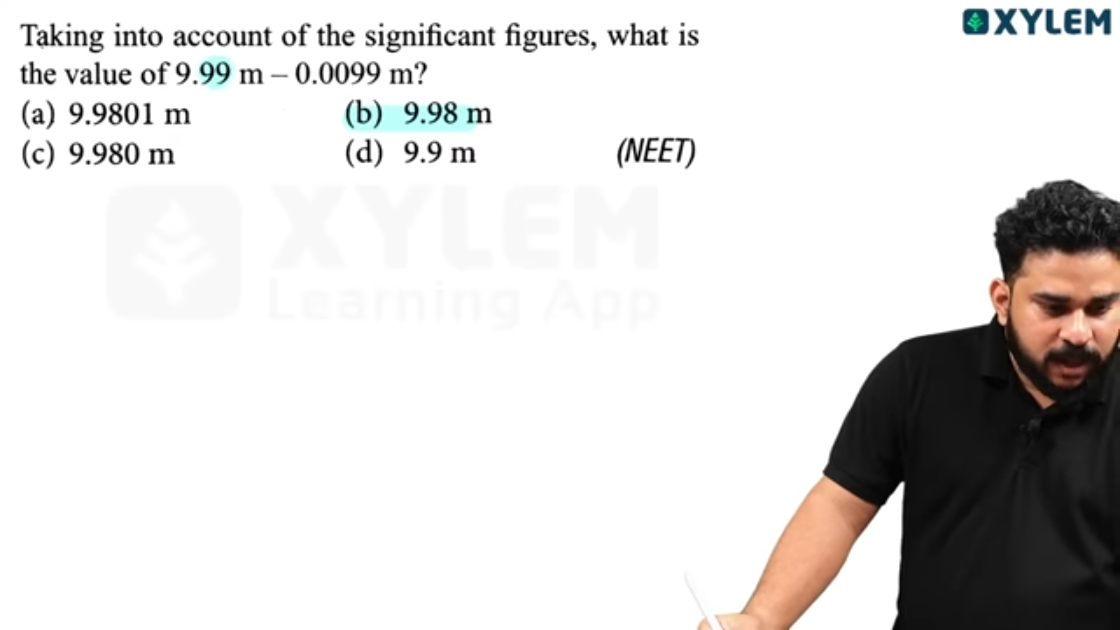 XYLEM
Taking into account of the significant figures, what is
the value of 9.99 m – 0.0099 m?
(a) 9.9801 m (b) 9.98 m
(c) 9.980 m (d) 9.9 m (NEET)
XYLEM
Learning App